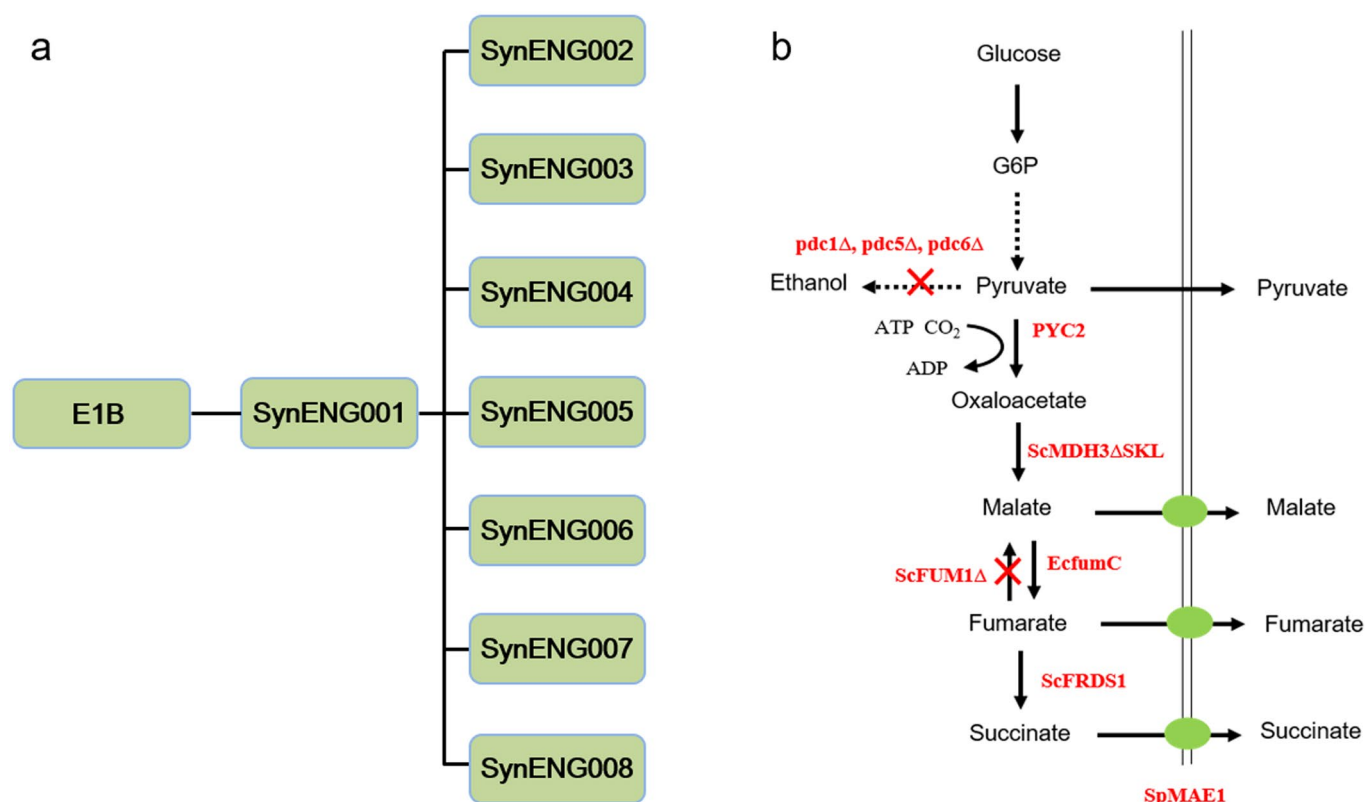 a
SynENG002
SynENG003
SynENG004
E1B
SynENG001
SynENG005
SynENG006
SynENG007
SynENG008
b
Glucose
G6P
pdc1Δ, pdc5Δ, pdc6Δ
Ethanol
Pyruvate
Pyruvate
ATP CO₂
PYC2
ADP
Oxaloacetate
ScMDH3ΔSKL
Malate
Malate
ScFUM1Δ
EcfumC
Fumarate
Fumarate
ScFRDS1
Succinate
Succinate
SpMAE1